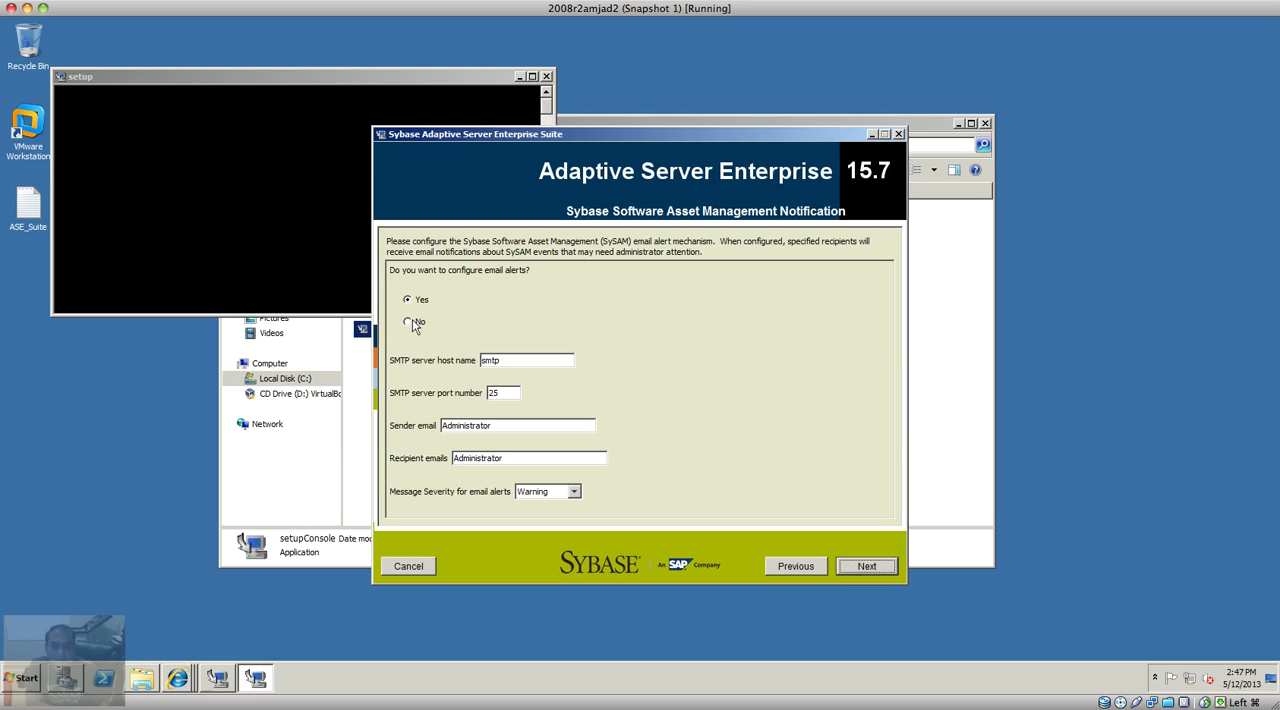 2008r2amjad2 (Snapshot 1) [Running]
Recycle Bin
VMware
Workstation
ASE_Suite
setup
Sybase Adaptive Server Enterprise Suite
Adaptive Server Enterprise 15.7
Sybase Software Asset Management Notification
Please configure the Sybase Software Asset Management (SySAM) email alert mechanism. When configured, specified recipients will
receive email notifications about SySAM events that may need administrator attention.
Do you want to configure email alerts?
Yes
No
SMTP server host name smtp
SMTP server port number 25
Sender email Administrator
Recipient emails Administrator
Message Severity for email alerts Warning
Cancel
SYBASE An SAP Company
Previous
Next
Pictures
Videos
Computer
Local Disk (C:)
CD Drive (D:) VirtualBo
Network
setupConsole Date mod
Application
Start
2:47 PM
5/12/2013
Left ⌘